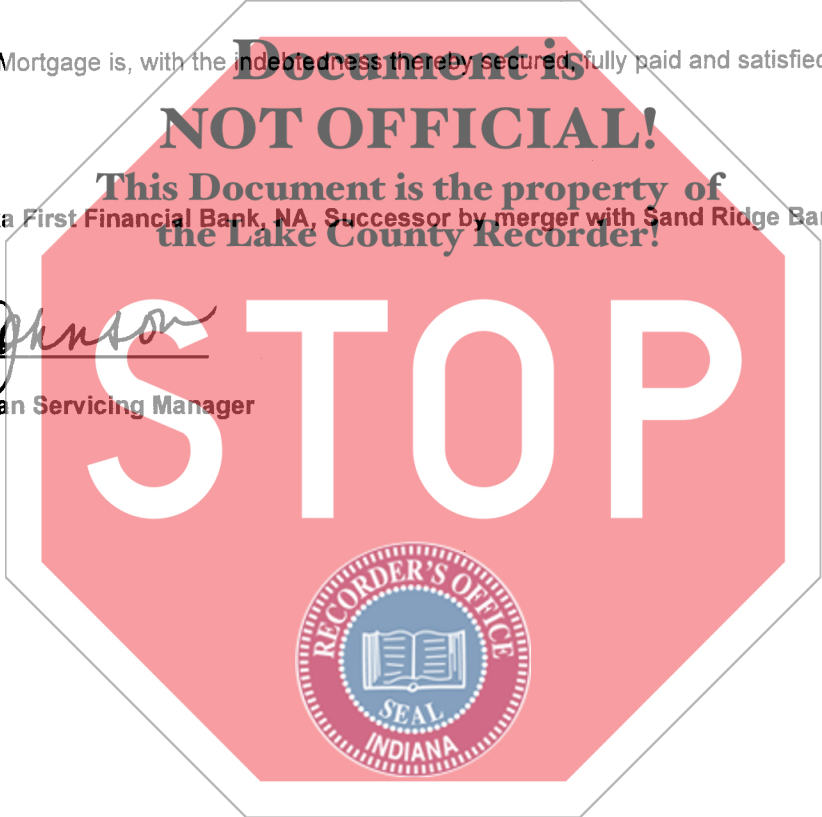 Mortgage is, with the indebtedness thereby secured, fully paid and satisfied
Document is
NOT OFFICIAL!
This Document is the property of
a First Financial Bank, NA, Successor by merger with Sand Ridge Ba
the Lake County Recorder!
Johnson
an Servicing Manager
STOP
RECORDER'S OFFICE
SEAL
INDIANA